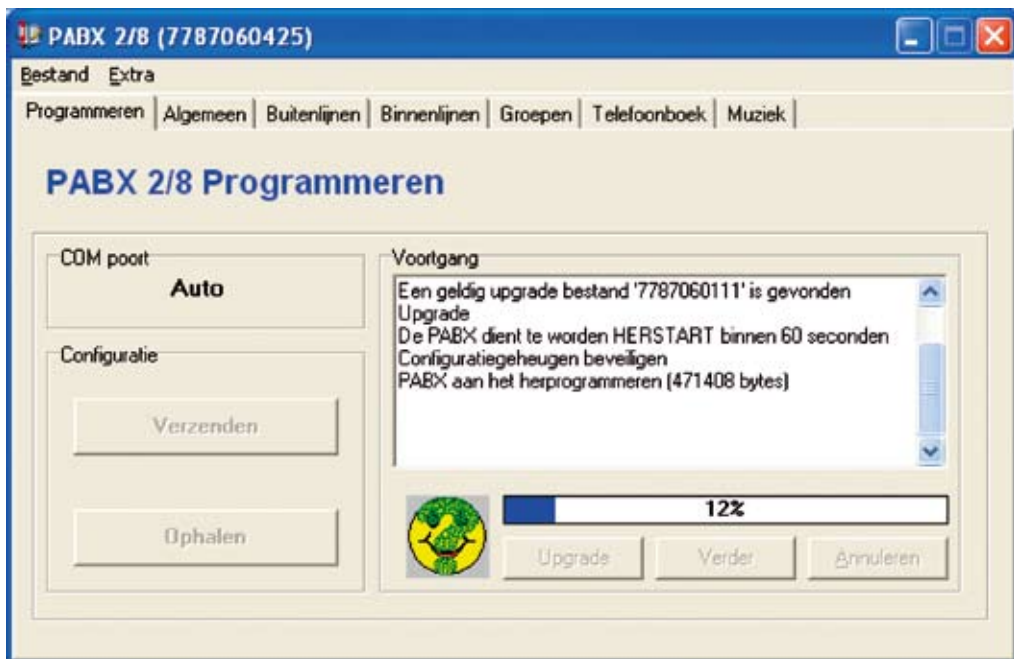 PABX 2/8 (7787060425)
Bestand Extra
Programmeren Algemeen Buitenlijnen Binnenlijnen Groepen Telefoonboek Muziek
PABX 2/8 Programmeren
COM poort
Auto
Configuratie
Verzenden
Ophalen
Voortgang
Een geldig upgrade bestand '7787060111' is gevonden
Upgrade
De PABX dient te worden HERSTART binnen 60 seconden
Configuratiegeheugen beveiligen
PABX aan het herprogrammeren (471408 bytes)
12%
Upgrade Verder Annuleren